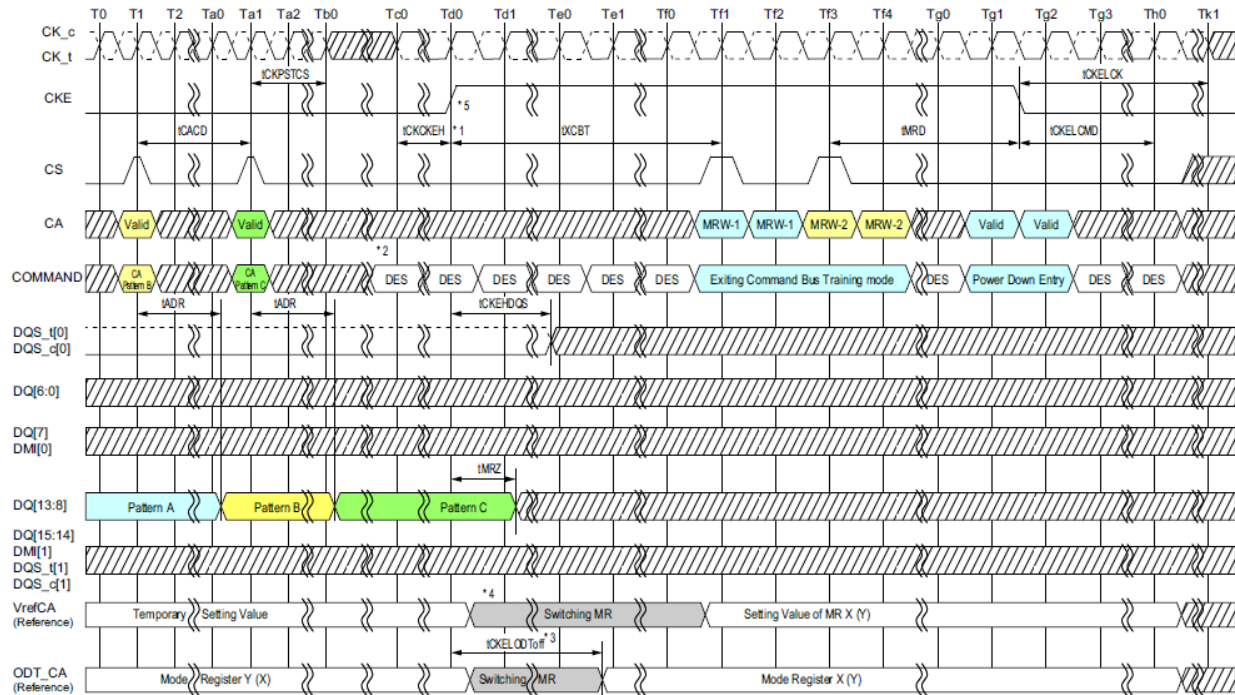 T0 T1 T2 Ta0 Ta1 Ta2 Tb0 Tc0 Td0 Td1 Te0 Te1 Tf0 Tf1 Tf2 Tf3 Tf4 Tg0 Tg1 Tg2 Tg3 Th0 Tk1
CK_c
CK_t
tCKPSTCS tCKELCK
CKE
*5
tCACD tCKCKEH *1 tXCBT tMRD tCKELCMD
CS
CA Valid Valid MRW-1 MRW-1 MRW-2 MRW-2 Valid Valid
*2
COMMAND CA Pattern B CA Pattern C DES DES DES DES DES DES Exiting Command Bus Training mode DES Power Down Entry DES DES
tADR tADR tCKEHDQS
DQS_t[0]
DQS_c[0]
DQ[6:0]
DQ[7]
DMI[0]
tMRZ
DQ[13:8] Pattern A Pattern B Pattern C
DQ[15:14]
DMI[1]
DQS_t[1]
DQS_c[1]
*4
VrefCA Temporary Setting Value Switching MR Setting Value of MR X (Y)
(Reference)
tCKELODToff *3
ODT_CA Mode Register Y (X) Switching MR Mode Register X (Y)
(Reference)